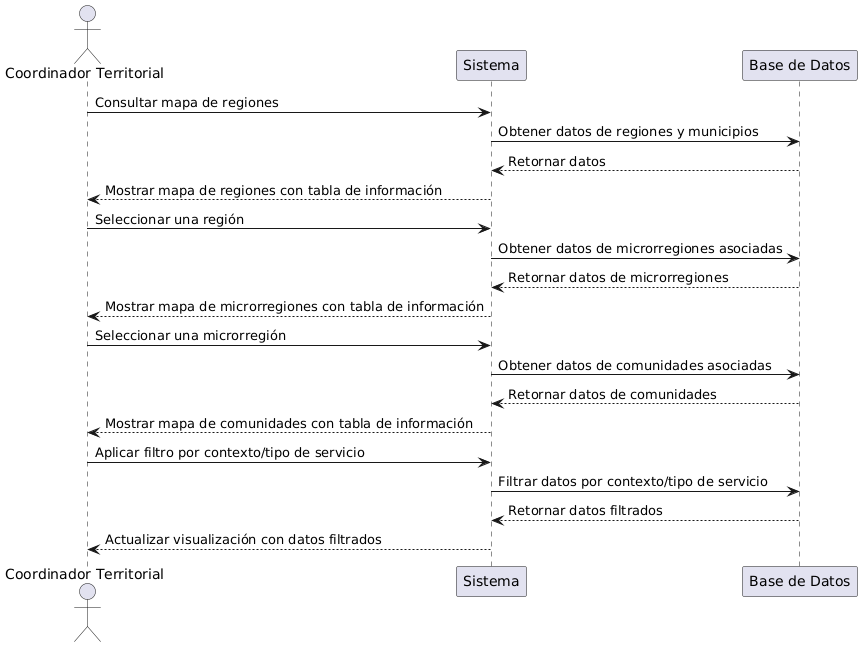 Coordinador Territorial
Sistema
Base de Datos
Consultar mapa de regiones
Obtener datos de regiones y municipios
Retornar datos
Mostrar mapa de regiones con tabla de información
Seleccionar una región
Obtener datos de microrregiones asociadas
Retornar datos de microrregiones
Mostrar mapa de microrregiones con tabla de información
Seleccionar una microrregión
Obtener datos de comunidades asociadas
Retornar datos de comunidades
Mostrar mapa de comunidades con tabla de información
Aplicar filtro por contexto/tipo de servicio
Filtrar datos por contexto/tipo de servicio
Retornar datos filtrados
Actualizar visualización con datos filtrados
Coordinador Territorial
Sistema
Base de Datos